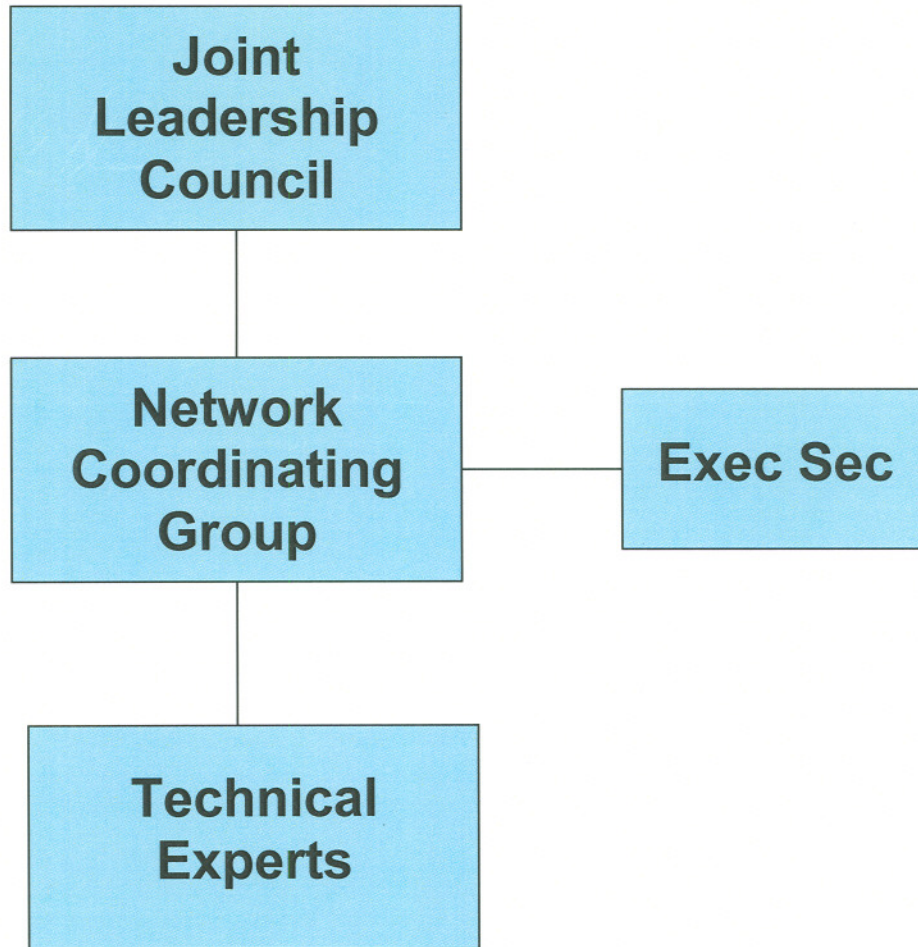 Joint
Leadership
Council
Network
Coordinating
Group
Exec Sec
Technical
Experts